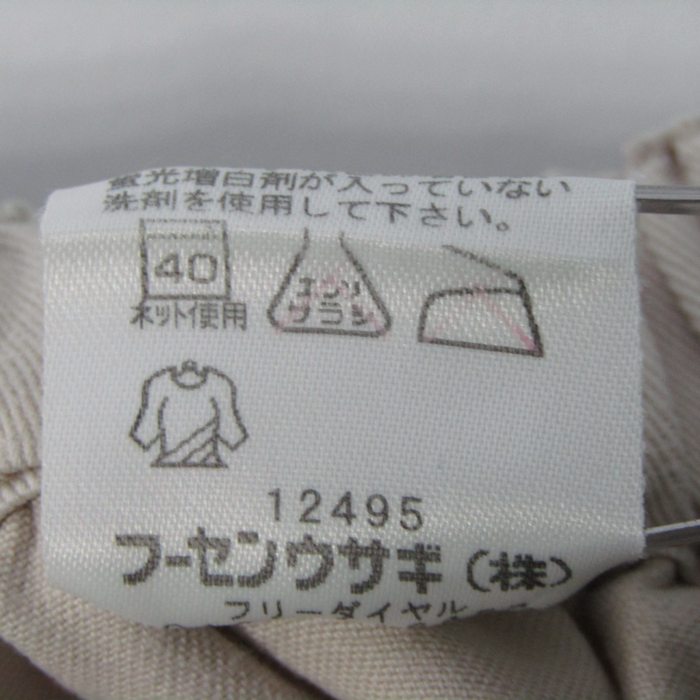 蛍光増白剤が入っていない
洗剤を使用して下さい。
40
ネット使用
エンソ
サラシ
12495
フーセンウサギ(株)
フリーダイヤル